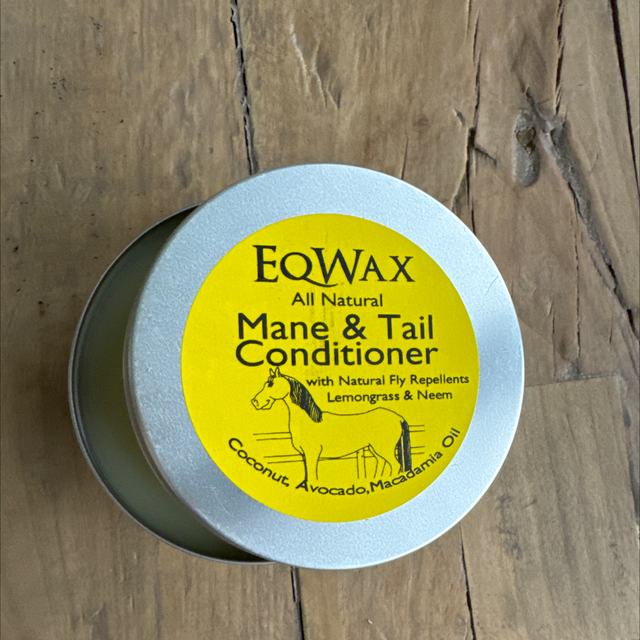 EQWAX
All Natural
Mane & Tail
Conditioner
with Natural Fly Repellents
Lemongrass & Neem
Coconut, Avocado, Macadamia Oil